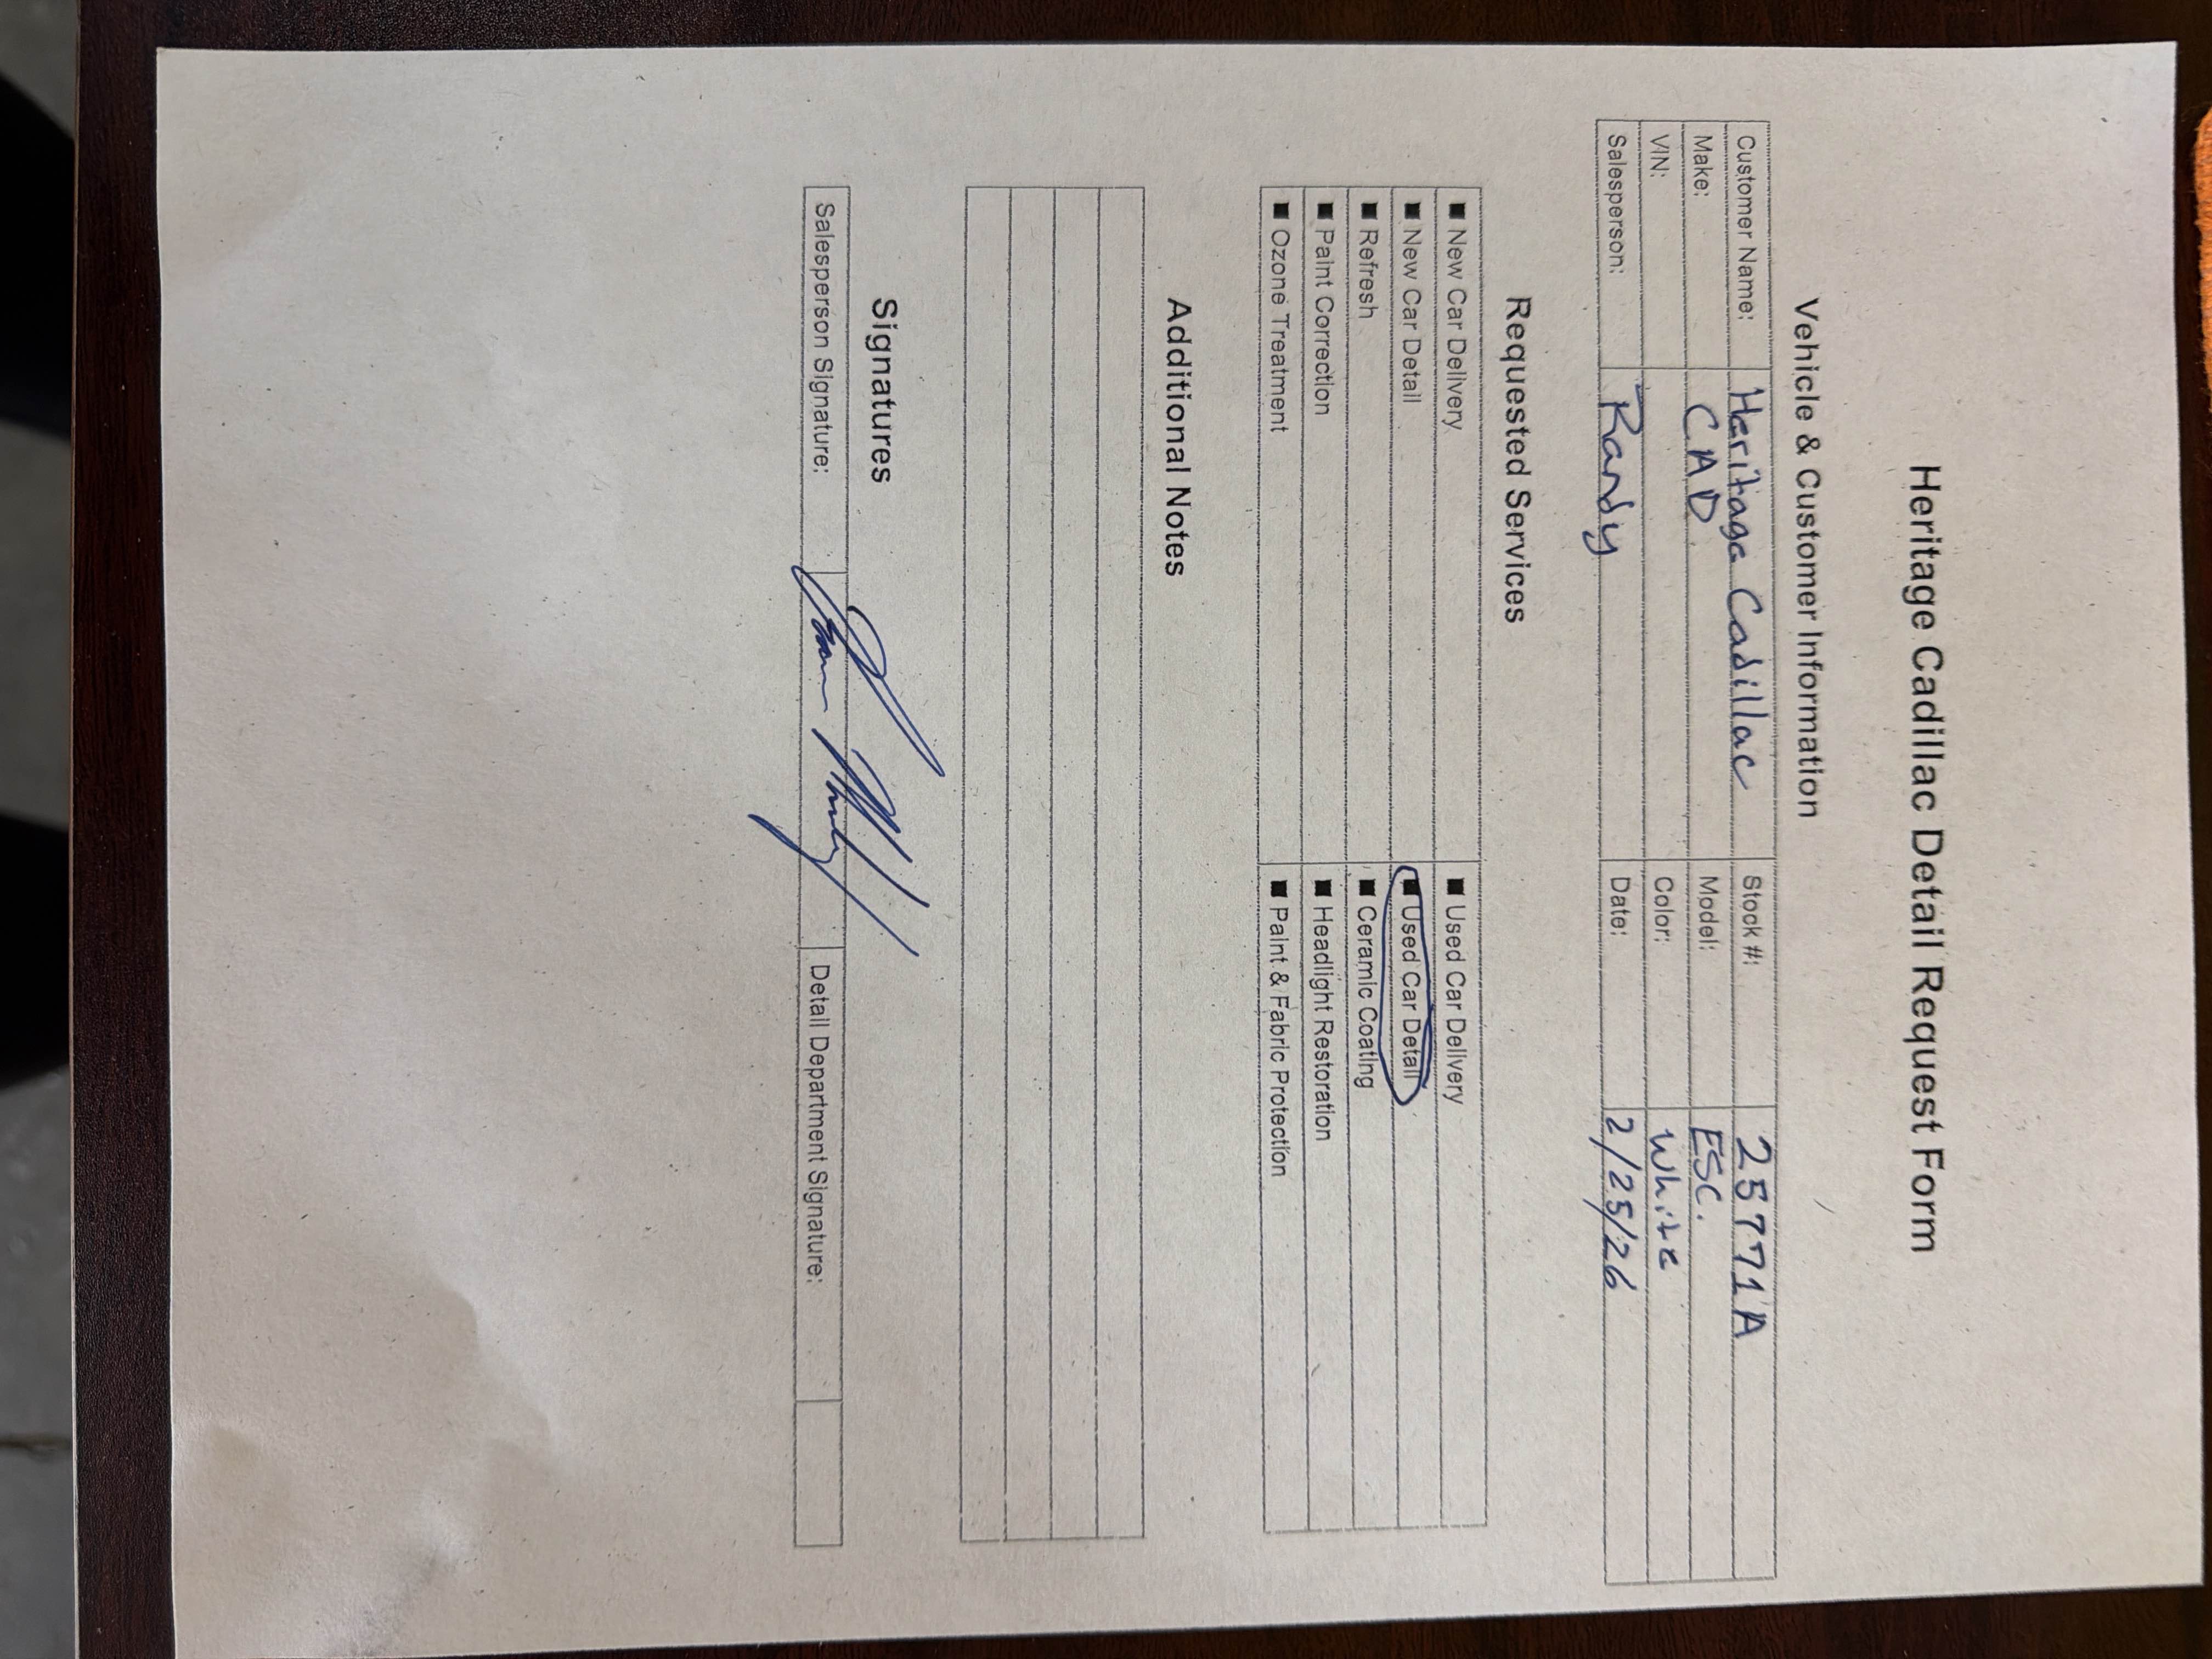 Heritage Cadillac Detail Request Form
Vehicle & Customer Information
Customer Name: Heritage Cadillac Stock #: 25771A
Make: CAD. Model: ESC.
VIN: Color: White
Salesperson: Randy Date: 2/25/26
Requested Services
■ New Car Delivery ■ Used Car Delivery
■ New Car Detail ■ Used Car Detail
■ Refresh ■ Ceramic Coating
■ Paint Correction ■ Headlight Restoration
■ Ozone Treatment ■ Paint & Fabric Protection
Additional Notes
Signatures
Salesperson Signature: Detail Department Signature: